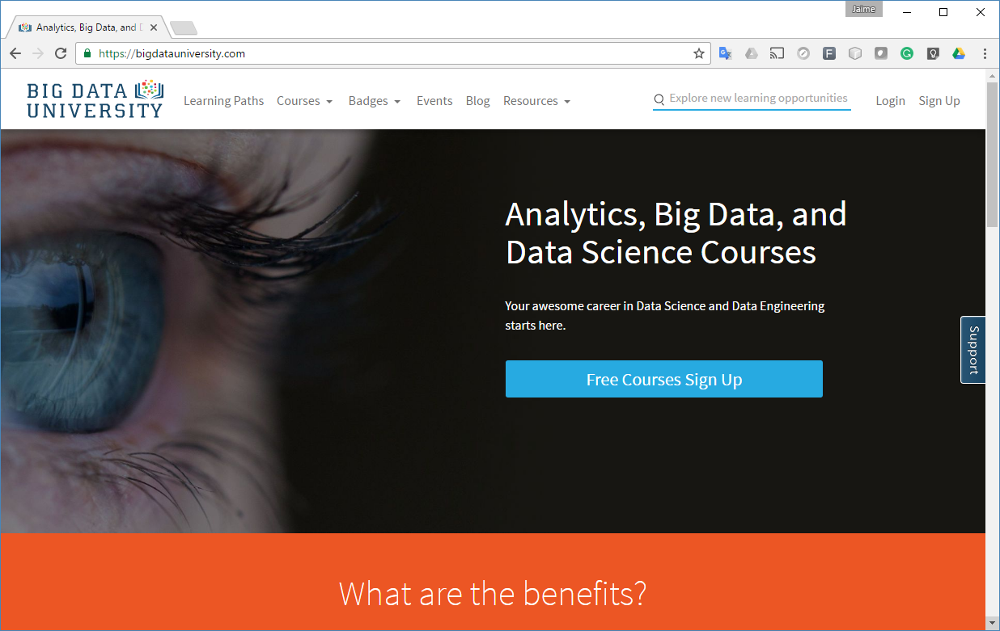 Jaime
Analytics, Big Data, and
https://bigdatauniversity.com
BIG DATA
UNIVERSITY
Learning Paths Courses Badges Events Blog Resources Explore new learning opportunities Login Sign Up
Analytics, Big Data, and
Data Science Courses
Your awesome career in Data Science and Data Engineering
starts here.
Free Courses Sign Up
Support
What are the benefits?